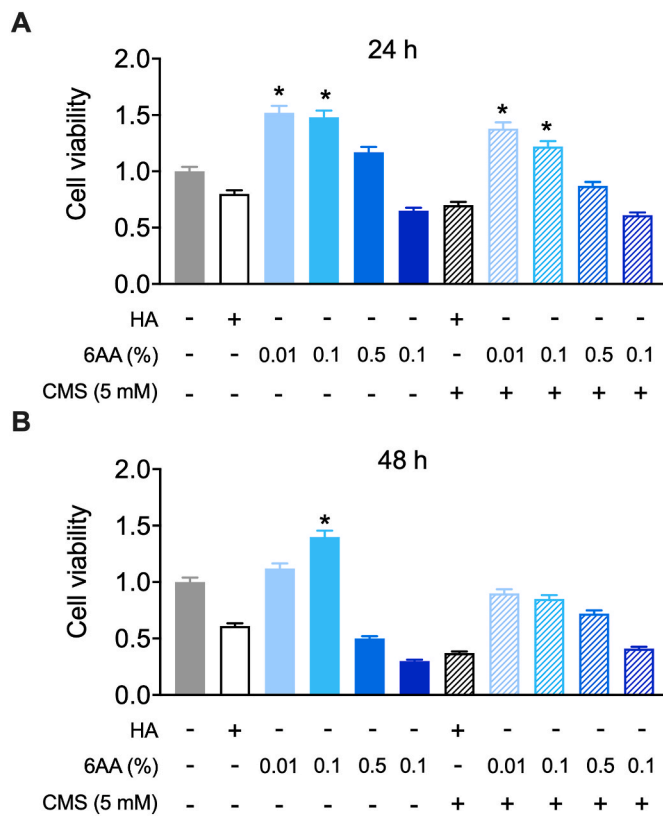 A
24 h
Cell viability
2.0
*
*
*
*
1.5
1.0
0.5
0.0
HA - + - - - - + - - - -
6AA (%) - - 0.01 0.1 0.5 0.1 - 0.01 0.1 0.5 0.1
CMS (5 mM) - - - - - - + + + + +
B
48 h
Cell viability
2.0
*
1.5
1.0
0.5
0.0
HA - + - - - - + - - - -
6AA (%) - - 0.01 0.1 0.5 0.1 - 0.01 0.1 0.5 0.1
CMS (5 mM) - - - - - - + + + + +